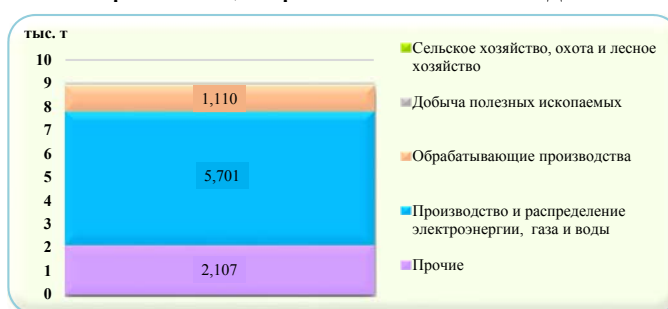 тыс. т
10
9
8
7
6
5
4
3
2
1
0
1,110
5,701
2,107
Сельское хозяйство, охота и лесное
хозяйство
Добыча полезных ископаемых
Обрабатывающие производства
Производство и распределение
электроэнергии, газа и воды
Прочие